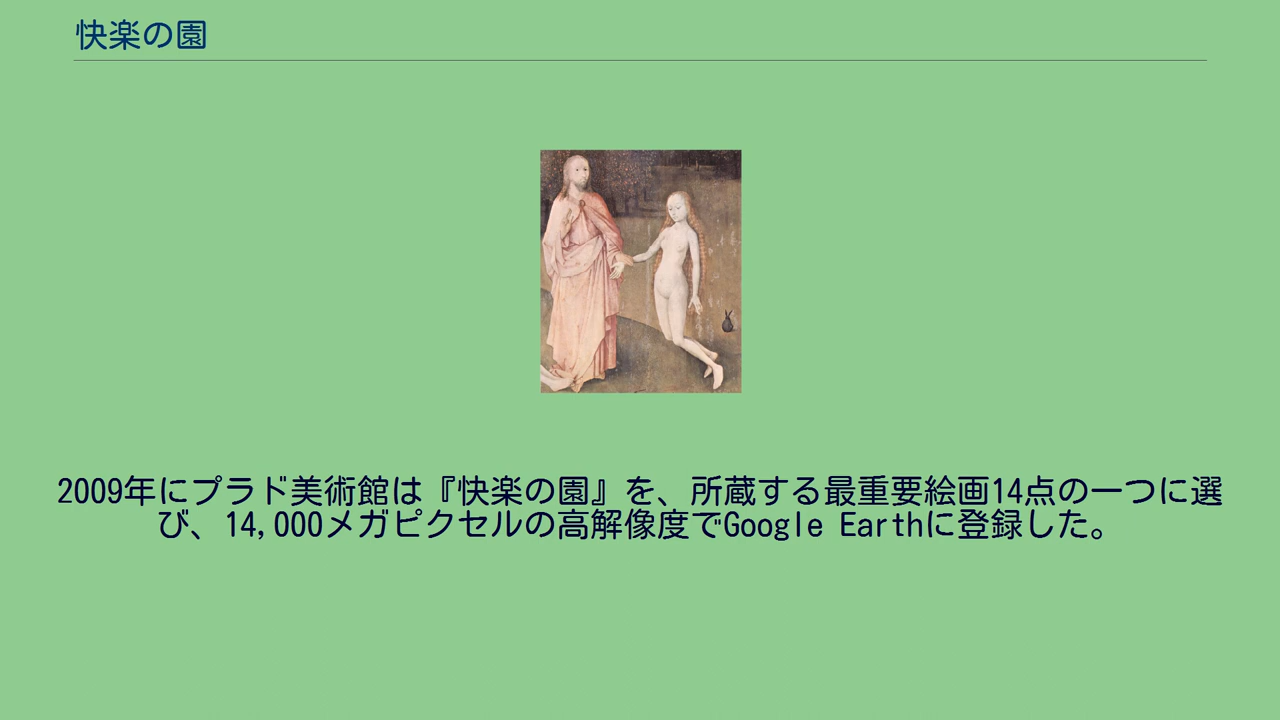 快楽の園
2009年にプラド美術館は『快楽の園』を、所蔵する最重要絵画14点の一つに選
び、14,000メガピクセルの高解像度でGoogle Earthに登録した。